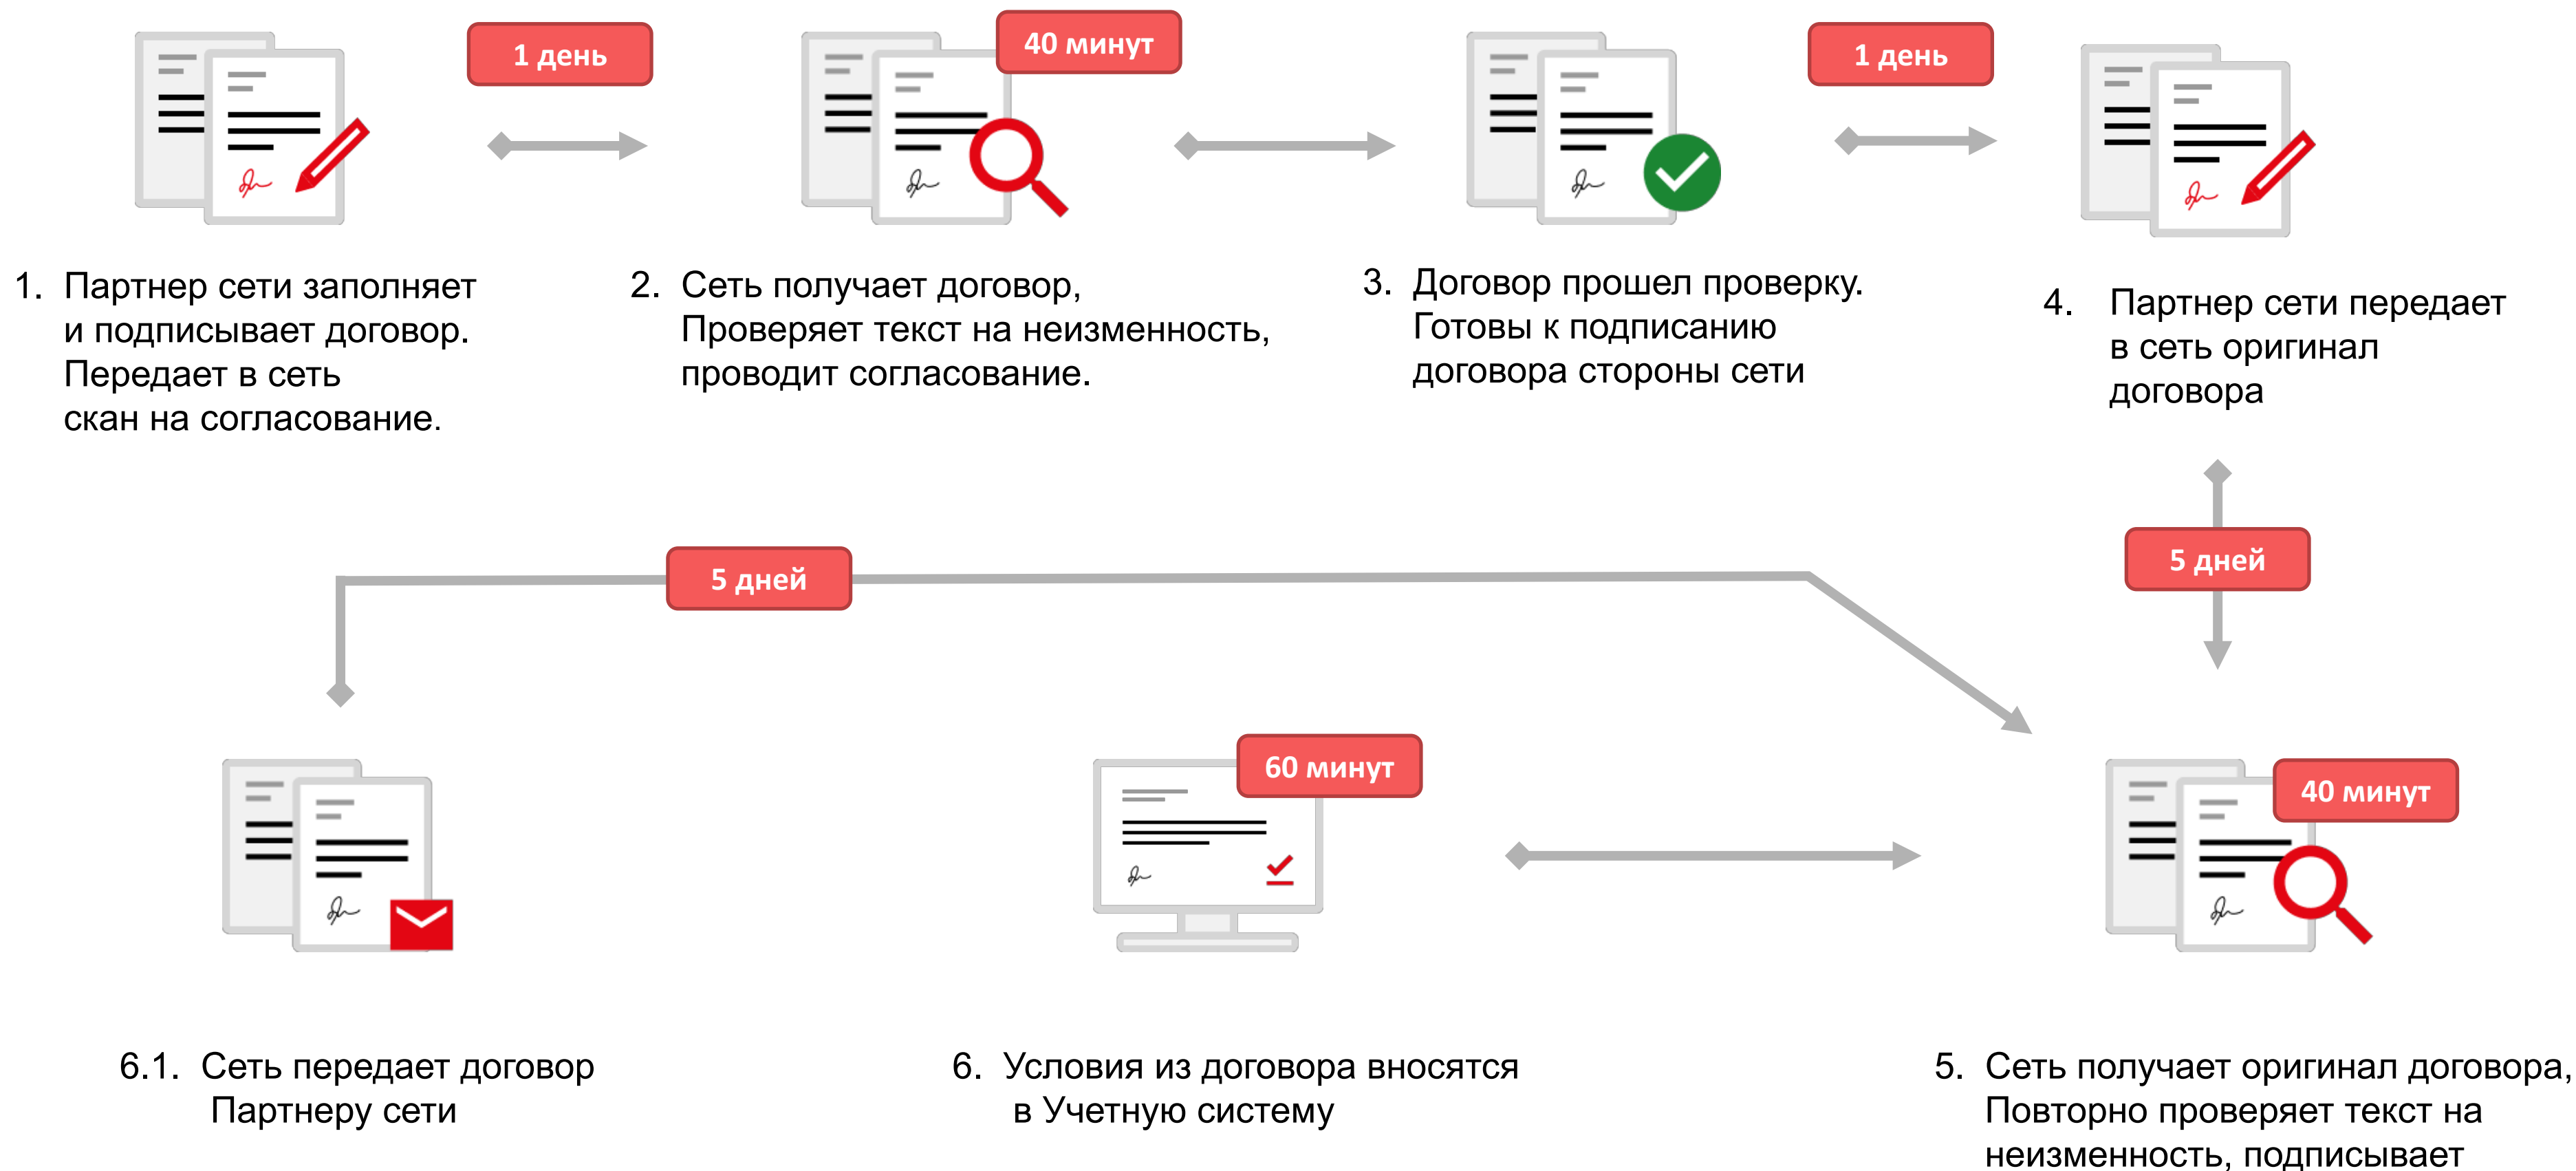 1 день
40 минут
1 день
1. Партнер сети заполняет
и подписывает договор.
Передает в сеть
скан на согласование.
2. Сеть получает договор,
Проверяет текст на неизменность,
проводит согласование.
3. Договор прошел проверку.
Готовы к подписанию
договора стороны сети
4. Партнер сети передает
в сеть оригинал
договора
5 дней
5 дней
60 минут
40 минут
6.1. Сеть передает договор
Партнеру сети
6. Условия из договора вносятся
в Учетную систему
5. Сеть получает оригинал договора,
Повторно проверяет текст на
неизменность, подписывает